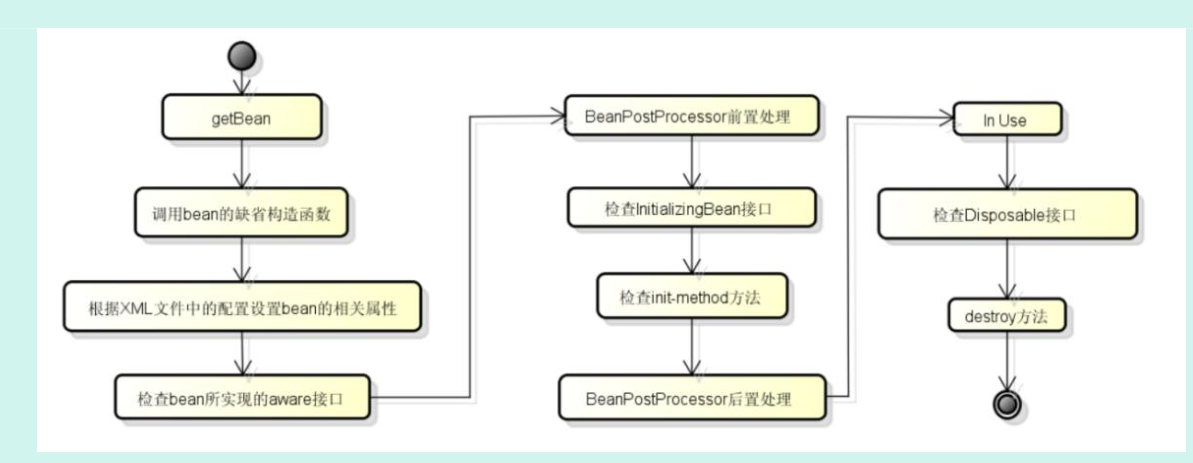 getBean
调用bean的缺省构造函数
根据XML文件中的配置设置bean的相关属性
检查bean所实现的aware接口
BeanPostProcessor前置处理
检查InitializingBean接口
检查init-method方法
BeanPostProcessor后置处理
In Use
检查Disposable接口
destroy方法